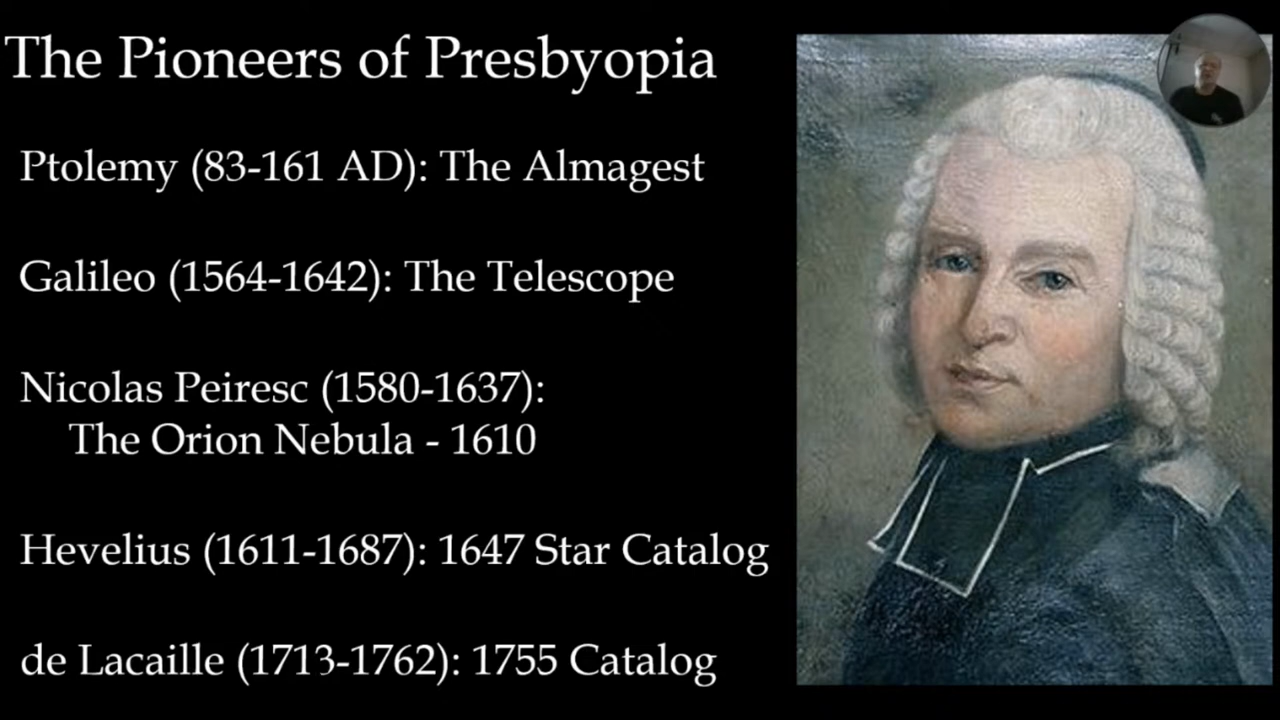 The Pioneers of Presbyopia
Ptolemy (83-161 AD): The Almagest
Galileo (1564-1642): The Telescope
Nicolas Peiresc (1580-1637):
The Orion Nebula - 1610
Hevelius (1611-1687): 1647 Star Catalog
de Lacaille (1713-1762): 1755 Catalog